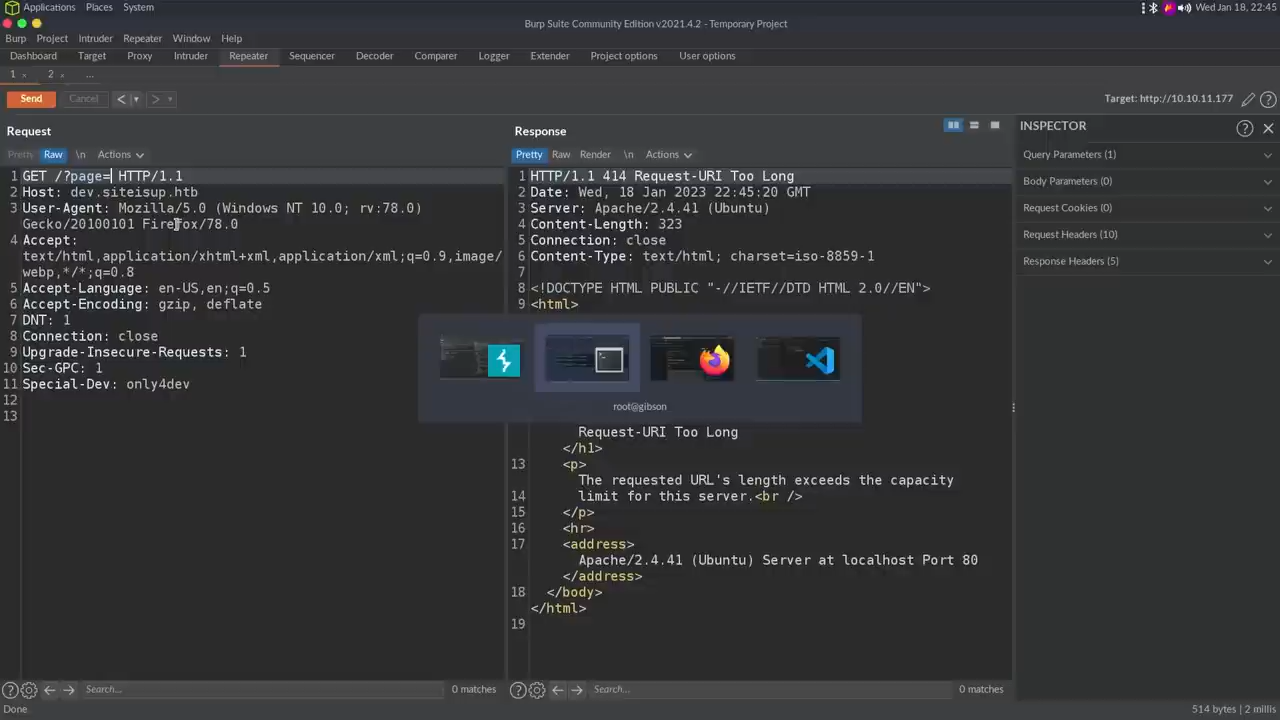 Applications Places System Wed Jan 18, 22:45
Burp Suite Community Edition v2021.4.2 - Temporary Project
Burp Project Intruder Repeater Window Help
Dashboard Target Proxy Intruder Repeater Sequencer Decoder Comparer Logger Extender Project options User options
1 × 2 × ...
Send Cancel < > Target: http://10.10.11.177
Request
Pretty Raw \n Actions
1 GET /?page= HTTP/1.1
2 Host: dev.siteisup.htb
3 User-Agent: Mozilla/5.0 (Windows NT 10.0; rv:78.0)
Gecko/20100101 Firefox/78.0
4 Accept:
text/html,application/xhtml+xml,application/xml;q=0.9,image/
webp,*/*;q=0.8
5 Accept-Language: en-US,en;q=0.5
6 Accept-Encoding: gzip, deflate
7 DNT: 1
8 Connection: close
9 Upgrade-Insecure-Requests: 1
10 Sec-GPC: 1
11 Special-Dev: only4dev
12
13
Search... 0 matches
Response
Pretty Raw Render \n Actions
1 HTTP/1.1 414 Request-URI Too Long
2 Date: Wed, 18 Jan 2023 22:45:20 GMT
3 Server: Apache/2.4.41 (Ubuntu)
4 Content-Length: 323
5 Connection: close
6 Content-Type: text/html; charset=iso-8859-1
7
8 <!DOCTYPE HTML PUBLIC "-//IETF//DTD HTML 2.0//EN">
9 <html>
root@gibson
Request-URI Too Long
</h1>
13 <p>
The requested URL's length exceeds the capacity
14 limit for this server.<br />
15 </p>
16 <hr>
17 <address>
Apache/2.4.41 (Ubuntu) Server at localhost Port 80
</address>
18 </body>
</html>
19
Search... 0 matches
INSPECTOR
Query Parameters (1)
Body Parameters (0)
Request Cookies (0)
Request Headers (10)
Response Headers (5)
Done 514 bytes | 2 millis